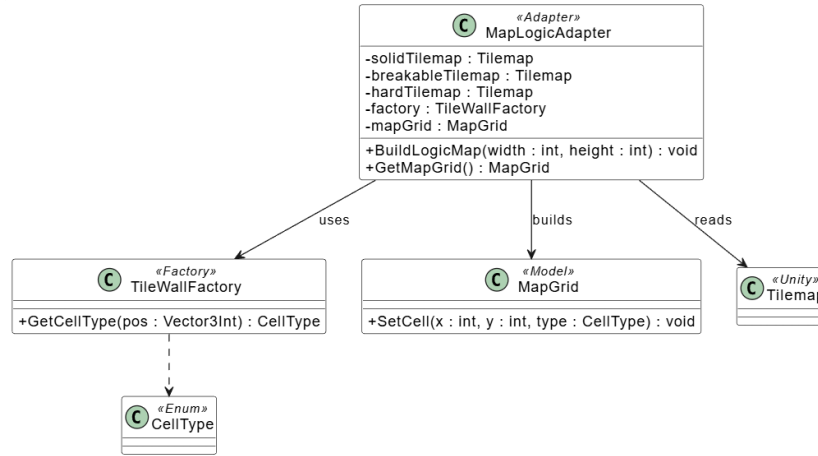 C «Adapter»
MapLogicAdapter
-solidTilemap : Tilemap
-breakableTilemap : Tilemap
-hardTilemap : Tilemap
-factory : TileWallFactory
-mapGrid : MapGrid
+BuildLogicMap(width : int, height : int) : void
+GetMapGrid() : MapGrid
uses
builds
reads
C «Factory»
TileWallFactory
+GetCellType(pos : Vector3Int) : CellType
C «Model»
MapGrid
+SetCell(x : int, y : int, type : CellType) : void
C «Unity»
Tilemap
C «Enum»
CellType